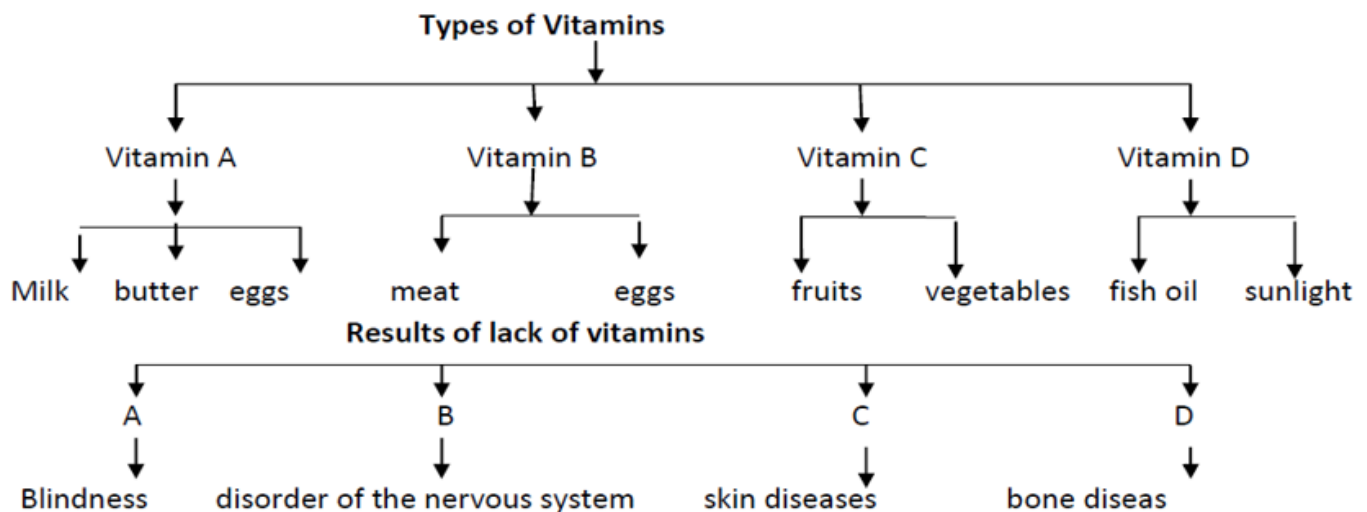 Types of Vitamins
Vitamin A Vitamin B Vitamin C Vitamin D
Milk butter eggs meat eggs fruits vegetables fish oil sunlight
Results of lack of vitamins
A B C D
Blindness disorder of the nervous system skin diseases bone diseas